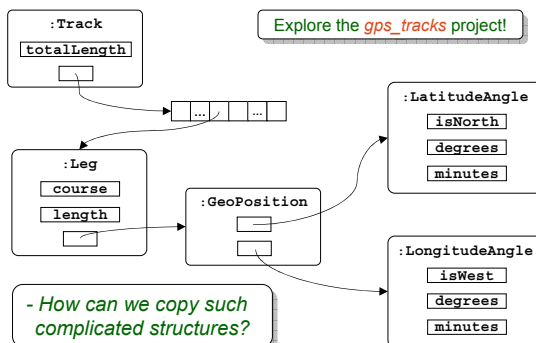 :Track
totalLength
Explore the gps_tracks project!
... ...
:LatitudeAngle
isNorth
degrees
minutes
:Leg
course
length
:GeoPosition
:LongitudeAngle
isWest
degrees
minutes
- How can we copy such
complicated structures?